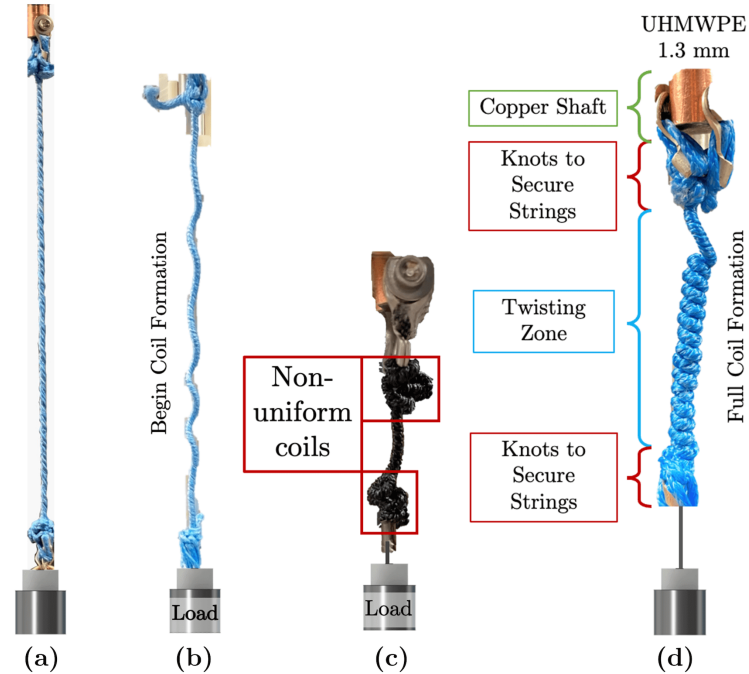 UHMWPE
1.3 mm
Copper Shaft
Knots to
Secure
Strings
Begin Coil Formation
Twisting
Zone
Full Coil Formation
Non-
uniform
coils
Knots to
Secure
Strings
Load
Load
(a)
(b)
(c)
(d)